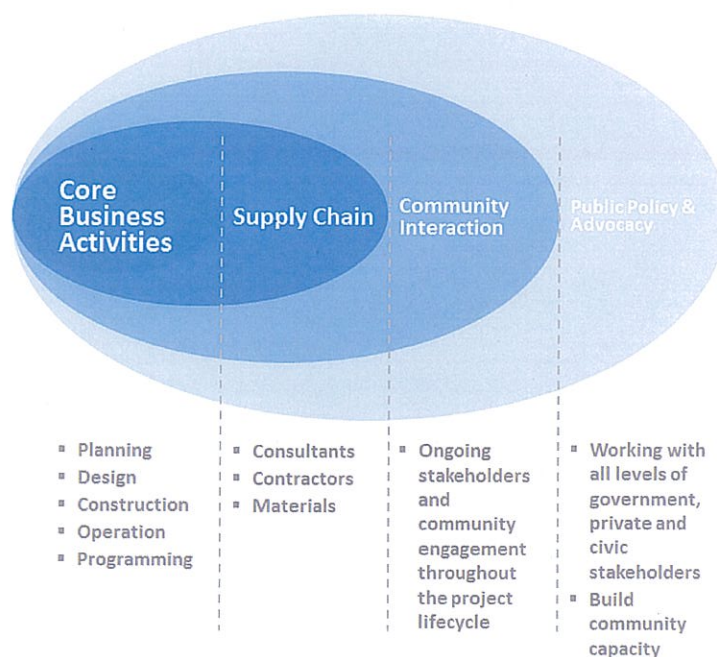 Core
Business
Activities
Supply Chain
Community
Interaction
Public Policy &
Advocacy
▪ Planning
▪ Design
▪ Construction
▪ Operation
▪ Programming
▪ Consultants
▪ Contractors
▪ Materials
▪ Ongoing
stakeholders
and
community
engagement
throughout
the project
lifecycle
▪ Working with
all levels of
government,
private and
civic
stakeholders
▪ Build
community
capacity